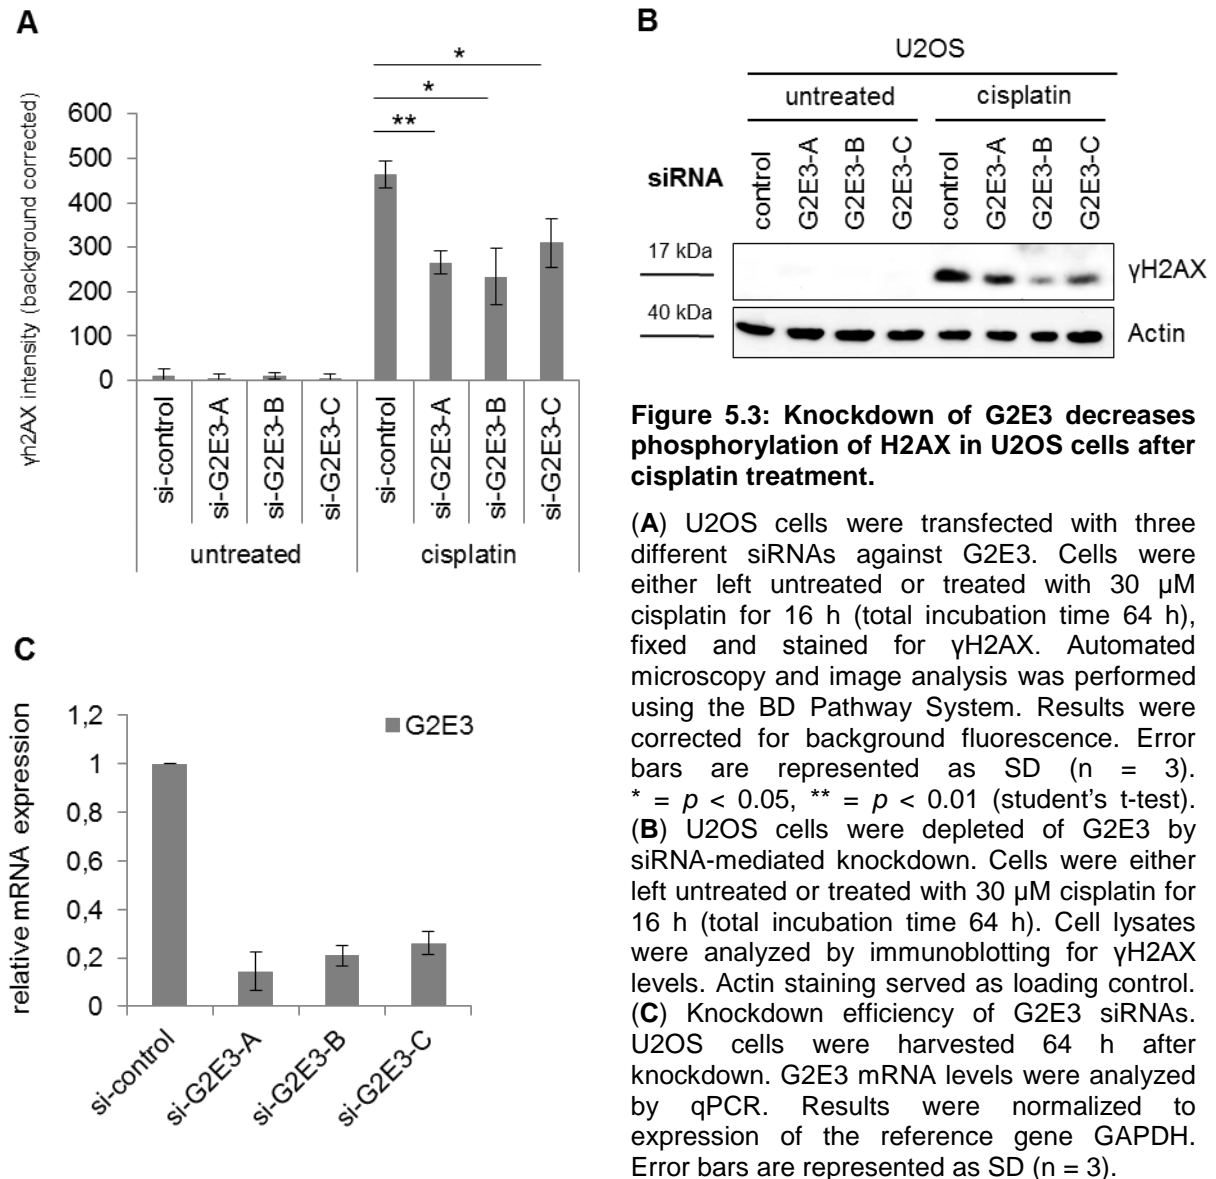 A
γh2AX intensity (background corrected)
600
500
400
300
200
100
0
*
*
**
si-control
si-G2E3-A
si-G2E3-B
si-G2E3-C
si-control
si-G2E3-A
si-G2E3-B
si-G2E3-C
untreated
cisplatin
B
U2OS
untreated
cisplatin
siRNA
control
G2E3-A
G2E3-B
G2E3-C
control
G2E3-A
G2E3-B
G2E3-C
17 kDa
γH2AX
40 kDa
Actin
C
relative mRNA expression
1,2
1
0,8
0,6
0,4
0,2
0
G2E3
si-control
si-G2E3-A
si-G2E3-B
si-G2E3-C
Figure 5.3: Knockdown of G2E3 decreases
phosphorylation of H2AX in U2OS cells after
cisplatin treatment.
(A) U2OS cells were transfected with three
different siRNAs against G2E3. Cells were
either left untreated or treated with 30 µM
cisplatin for 16 h (total incubation time 64 h),
fixed and stained for γH2AX. Automated
microscopy and image analysis was performed
using the BD Pathway System. Results were
corrected for background fluorescence. Error
bars are represented as SD (n = 3).
* = p < 0.05, ** = p < 0.01 (student's t-test).
(B) U2OS cells were depleted of G2E3 by
siRNA-mediated knockdown. Cells were either
left untreated or treated with 30 µM cisplatin for
16 h (total incubation time 64 h). Cell lysates
were analyzed by immunoblotting for γH2AX
levels. Actin staining served as loading control.
(C) Knockdown efficiency of G2E3 siRNAs.
U2OS cells were harvested 64 h after
knockdown. G2E3 mRNA levels were analyzed
by qPCR. Results were normalized to
expression of the reference gene GAPDH.
Error bars are represented as SD (n = 3).